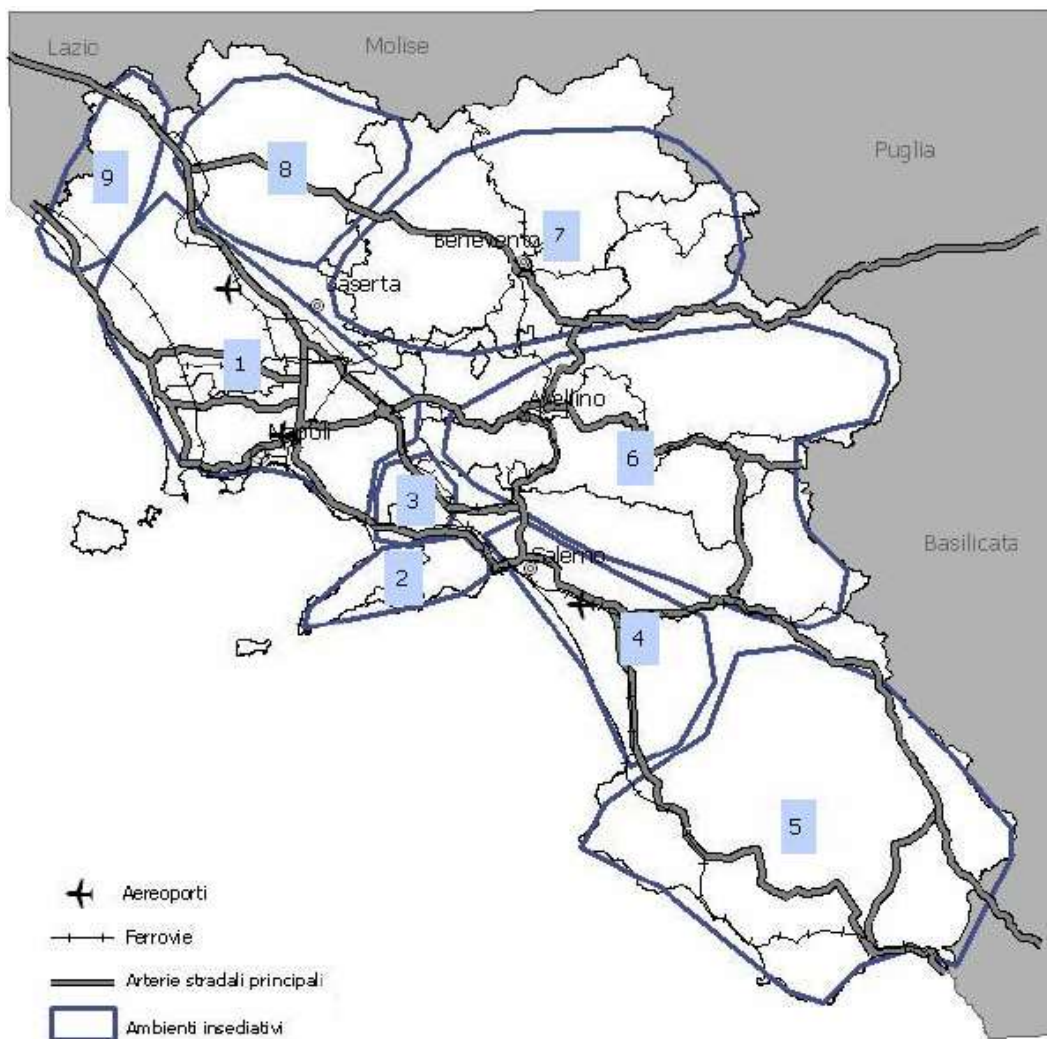 Lazio
Molise
Puglia
9
8
7
Benevento
Caserta
1
Avellino
Napoli
6
3
Basilicata
Salerno
2
4
5
Aereoporti
Ferrovie
Arterie stradali principali
Ambienti insediativi